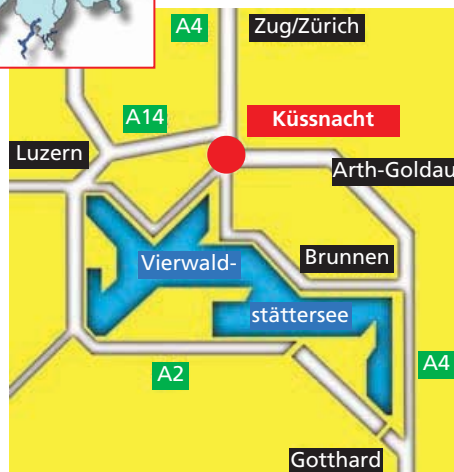 A4
Zug/Zürich
A14
Küssnacht
Luzern
Arth-Goldau
Vierwald-
Brunnen
stättersee
A2
A4
Gotthard